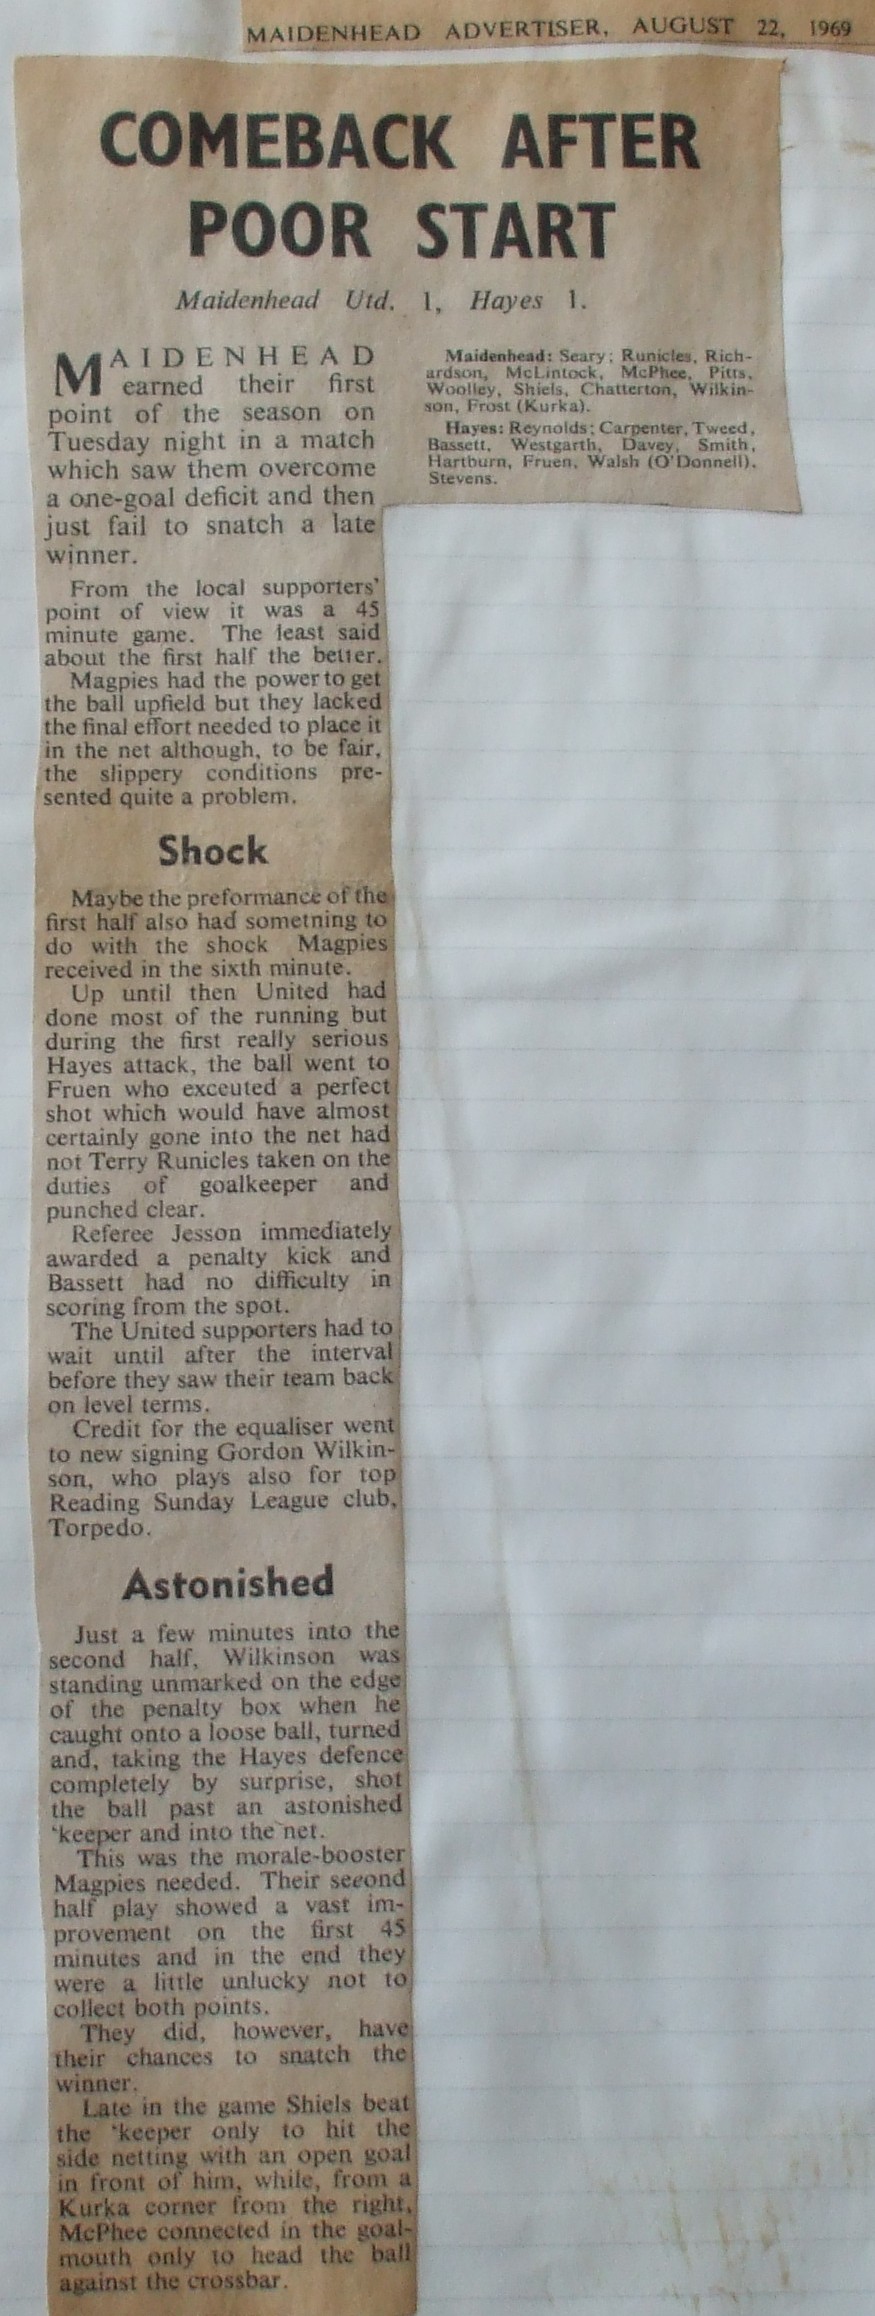 MAIDENHEAD ADVERTISER, AUGUST 22, 1969
COMEBACK AFTER
POOR START
Maidenhead Utd. 1, Hayes 1.
MAIDENHEAD
earned their first
point of the season on
Tuesday night in a match
which saw them overcome
a one-goal deficit and then
just fail to snatch a late
winner.
From the local supporters'
point of view it was a 45
minute game. The least said
about the first half the better.
Magpies had the power to get
the ball upfield but they lacked
the final effort needed to place it
in the net although, to be fair,
the slippery conditions pre-
sented quite a problem.
Shock
Maybe the preformance of the
first half also had something to
do with the shock Magpies
received in the sixth minute.
Up until then United had
done most of the running but
during the first really serious
Hayes attack, the ball went to
Fruen who executed a perfect
shot which would have almost
certainly gone into the net had
not Terry Runicles taken on the
duties of goalkeeper and
punched clear.
Referee Jesson immediately
awarded a penalty kick and
Bassett had no difficulty in
scoring from the spot.
The United supporters had to
wait until after the interval
before they saw their team back
on level terms.
Credit for the equaliser went
to new signing Gordon Wilkin-
son, who plays also for top
Reading Sunday League club,
Torpedo.
Astonished
Just a few minutes into the
second half, Wilkinson was
standing unmarked on the edge
of the penalty box when he
caught onto a loose ball, turned
and, taking the Hayes defence
completely by surprise, shot
the ball past an astonished
'keeper and into the net.
This was the morale-booster
Magpies needed. Their second
half play showed a vast im-
provement on the first 45
minutes and in the end they
were a little unlucky not to
collect both points.
They did, however, have
their chances to snatch the
winner.
Late in the game Shiels beat
the 'keeper only to hit the
side netting with an open goal
in front of him, while, from a
Kurka corner from the right,
McPhee connected in the goal-
mouth only to head the ball
against the crossbar.
Maidenhead: Seary; Runicles, Rich-
ardson, McLintock, McPhee, Pitts,
Woolley, Shiels, Chatterton, Wilkin-
son, Frost (Kurka).
Hayes: Reynolds; Carpenter, Tweed,
Bassett, Westgarth, Davey, Smith,
Hartburn, Fruen, Walsh (O'Donnell),
Stevens.